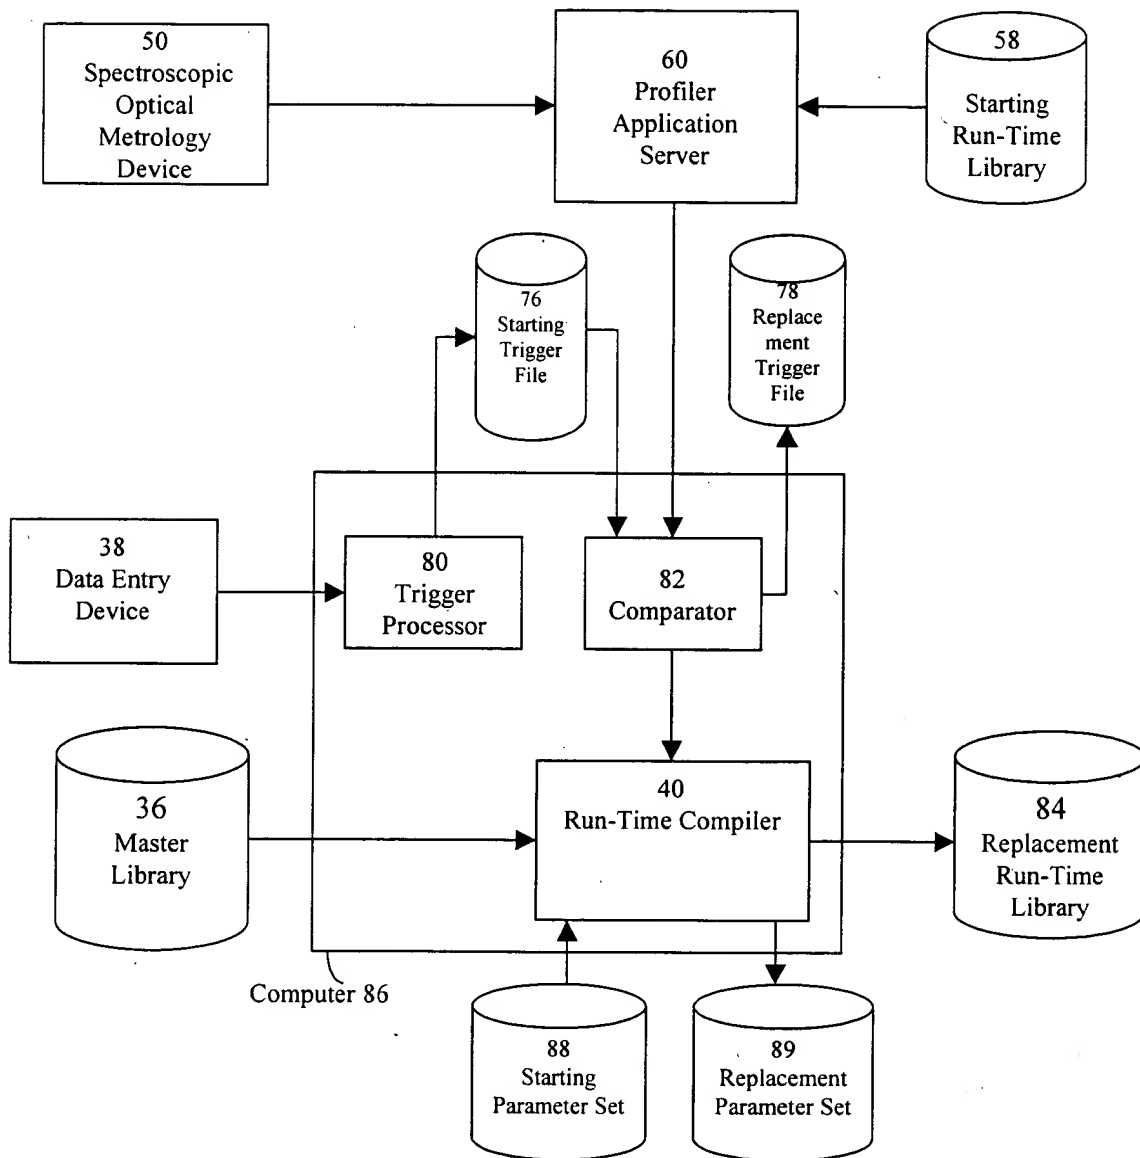 50
Spectroscopic
Optical
Metrology
Device
60
Profiler
Application
Server
58
Starting
Run-Time
Library
76
Starting
Trigger
File
78
Replace
ment
Trigger
File
38
Data Entry
Device
80
Trigger
Processor
82
Comparator
36
Master
Library
40
Run-Time Compiler
84
Replacement
Run-Time
Library
Computer 86
88
Starting
Parameter Set
89
Replacement
Parameter Set